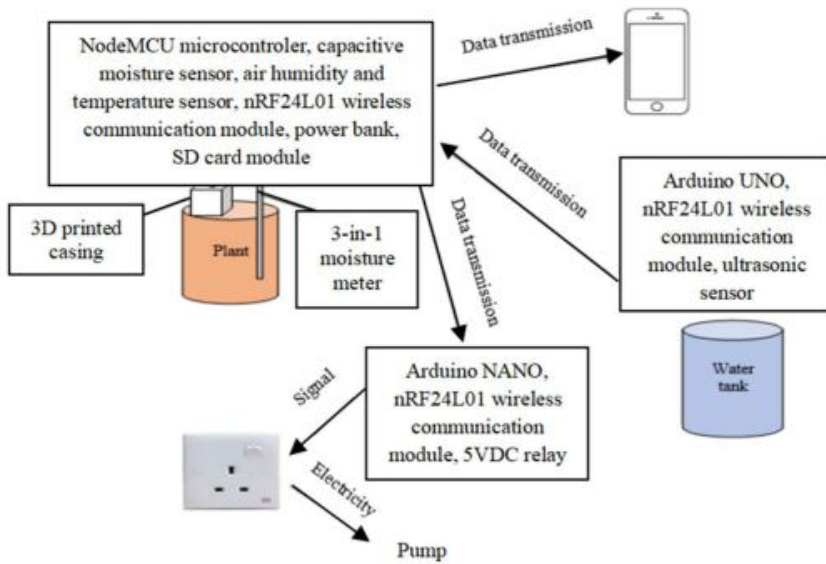 NodeMCU microcontroler, capacitive
moisture sensor, air humidity and
temperature sensor, nRF24L01 wireless
communication module, power bank,
SD card module
Data transmission
Data transmission
Arduino UNO,
nRF24L01 wireless
communication
module, ultrasonic
sensor
3D printed
casing
Plant
3-in-1
moisture
meter
Data transmission
Water
tank
Arduino NANO,
nRF24L01 wireless
communication
module, 5VDC relay
Signal
Electricity
Pump